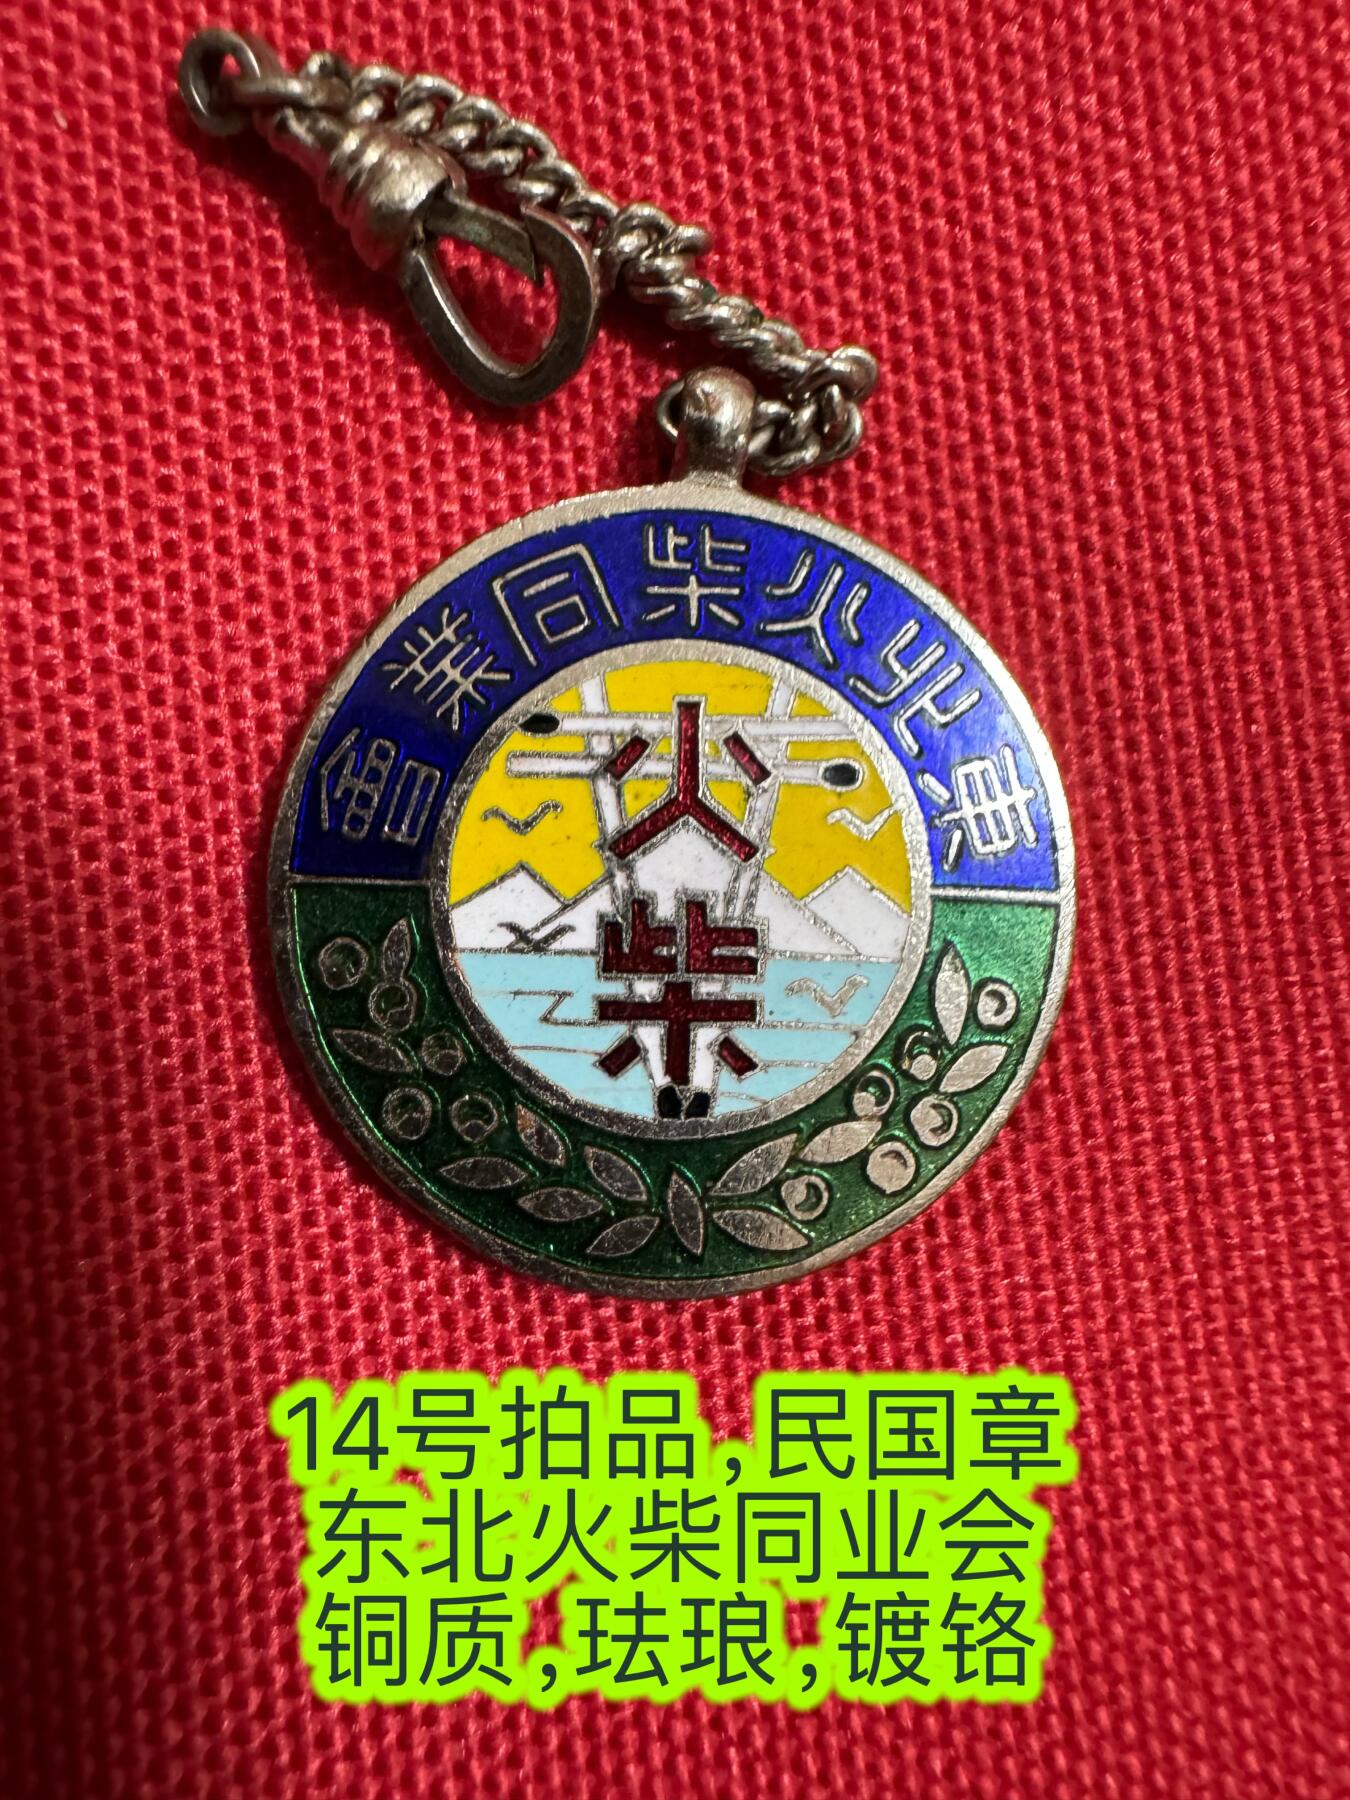 東北火柴同業會
火柴
14号拍品,民国章
东北火柴同业会
铜质,珐琅,镀铬